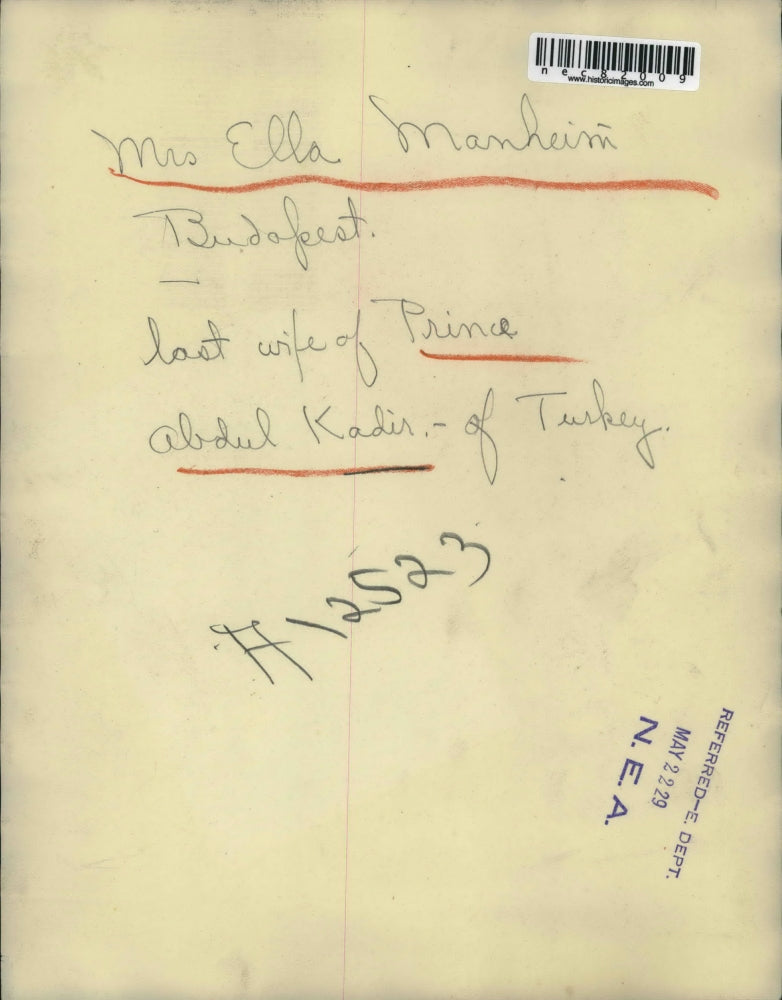 nec82009
www.historicimages.com
Mrs Ella Manheim
Budapest.
—
last wife of Prince
Abdul Kadir.- of Turkey.
#12523
REFERRED-E. DEPT.
MAY 22 29
N.E.A.